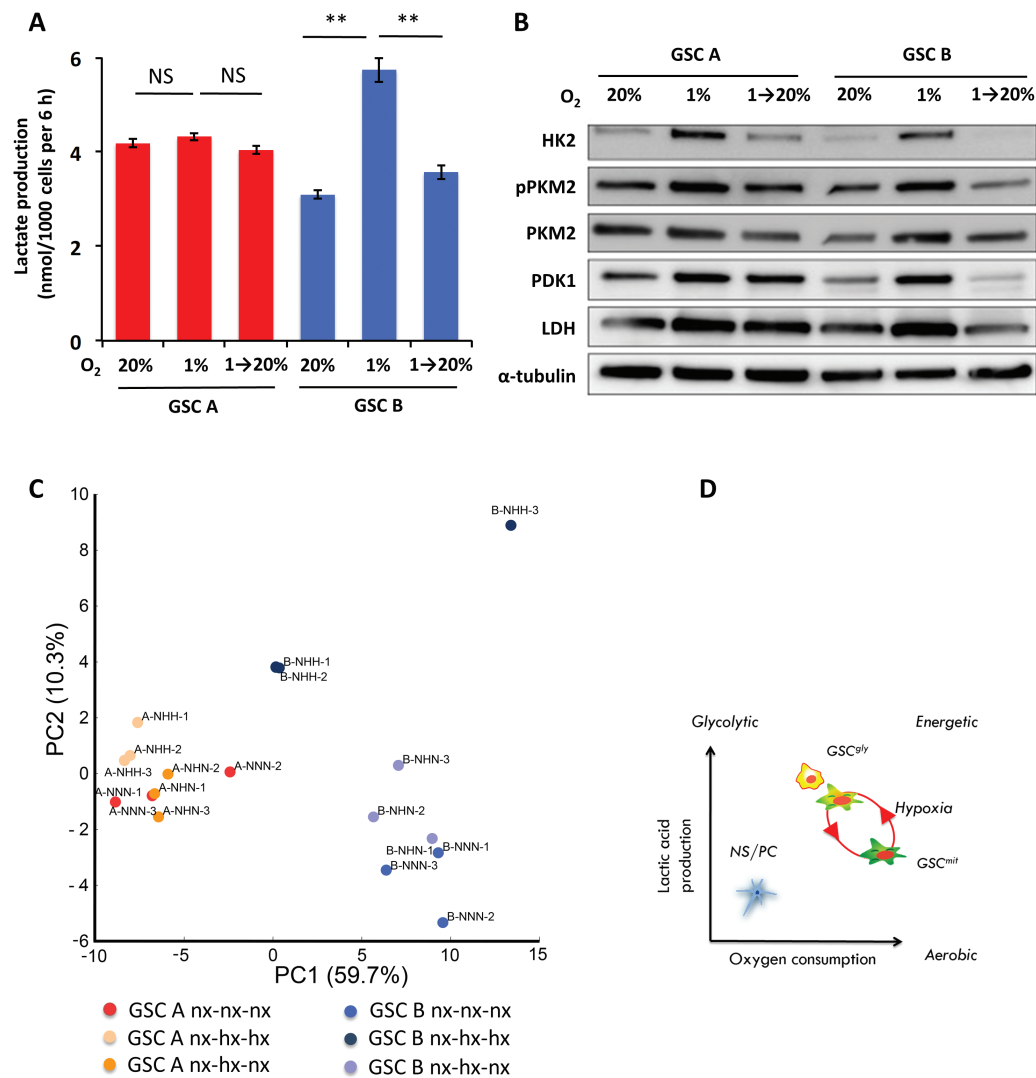 A
** **
NS NS
Lactate production
(nmol/1000 cells per 6 h)
6
4
2
0
O2 20% 1% 1→20% 20% 1% 1→20%
GSC A GSC B
B
GSC A GSC B
O2 20% 1% 1→20% 20% 1% 1→20%
HK2
pPKM2
PKM2
PDK1
LDH
α-tubulin
C
PC2 (10.3%)
10
8
6
4
2
0
- 2
- 4
-6
B-NHH-3
B-NHH-1
B-NHH-2
A-NHH-1
A-NHH-2
A-NHH-3
A-NHN-2
A-NNN-2
A-NNN-1
A-NHN-1
A-NNN-3
A-NHN-3
B-NHN-3
B-NHN-2
B-NHN-1
B-NNN-1
B-NNN-3
B-NNN-2
-10 -5 0 5 10 15
PC1 (59.7%)
GSC A nx-nx-nx
GSC A nx-hx-hx
GSC A nx-hx-nx
GSC B nx-nx-nx
GSC B nx-hx-hx
GSC B nx-hx-nx
D
Glycolytic Energetic
GSCgly
Hypoxia
GSCmit
NS/PC
Lactic acid
production
Oxygen consumption
Aerobic